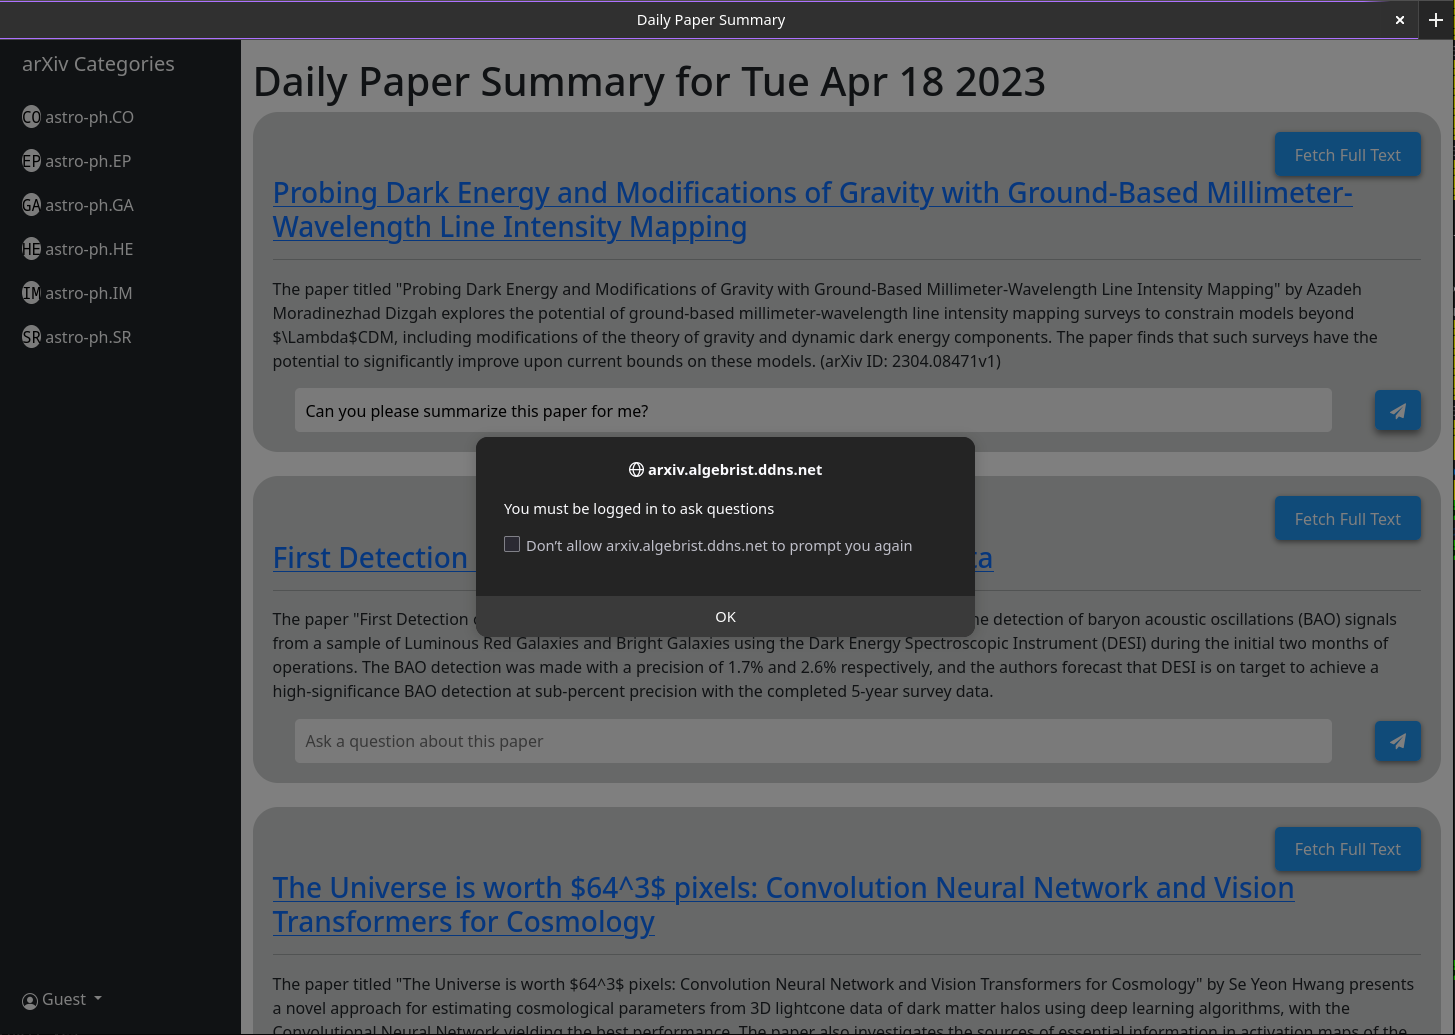 Daily Paper Summary
arXiv Categories
CO astro-ph.CO
EP astro-ph.EP
GA astro-ph.GA
HE astro-ph.HE
IM astro-ph.IM
SR astro-ph.SR
Guest
Daily Paper Summary for Tue Apr 18 2023
Fetch Full Text
Probing Dark Energy and Modifications of Gravity with Ground-Based Millimeter-
Wavelength Line Intensity Mapping
The paper titled "Probing Dark Energy and Modifications of Gravity with Ground-Based Millimeter-Wavelength Line Intensity Mapping" by Azadeh
Moradinezhad Dizgah explores the potential of ground-based millimeter-wavelength line intensity mapping surveys to constrain models beyond
$\Lambda$CDM, including modifications of the theory of gravity and dynamic dark energy components. The paper finds that such surveys have the
potential to significantly improve upon current bounds on these models. (arXiv ID: 2304.08471v1)
Can you please summarize this paper for me?
arxiv.algebrist.ddns.net
You must be logged in to ask questions
Don't allow arxiv.algebrist.ddns.net to prompt you again
OK
Fetch Full Text
First Detection
The paper "First Detection he detection of baryon acoustic oscillations (BAO) signals
from a sample of Luminous Red Galaxies and Bright Galaxies using the Dark Energy Spectroscopic Instrument (DESI) during the initial two months of
operations. The BAO detection was made with a precision of 1.7% and 2.6% respectively, and the authors forecast that DESI is on target to achieve a
high-significance BAO detection at sub-percent precision with the completed 5-year survey data.
Ask a question about this paper
Fetch Full Text
The Universe is worth $64^3$ pixels: Convolution Neural Network and Vision
Transformers for Cosmology
The paper titled "The Universe is worth $64^3$ pixels: Convolution Neural Network and Vision Transformers for Cosmology" by Se Yeon Hwang presents
a novel approach for estimating cosmological parameters from 3D lightcone data of dark matter halos using deep learning algorithms, with the
Convolutional Neural Network yielding the best performance. The paper also investigates the sources of essential information in activation maps of the